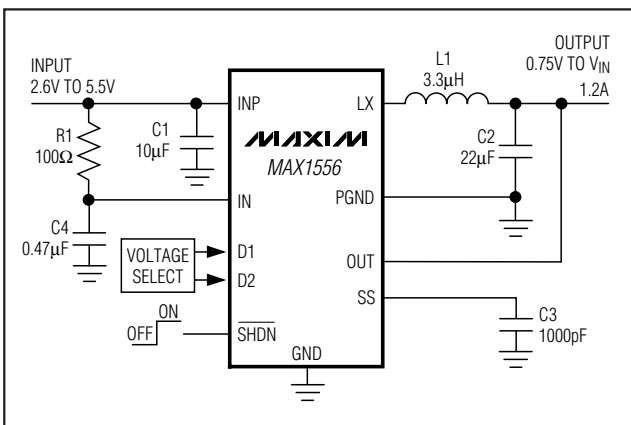 INPUT
2.6V TO 5.5V
OUTPUT
0.75V TO VIN
1.2A
L1
3.3µH
INP
LX
R1
100Ω
C1
10µF
MAXIM
MAX1556
C2
22µF
IN
PGND
C4
0.47µF
VOLTAGE
SELECT
D1
D2
OUT
SS
ON
OFF
SHDN
GND
C3
1000pF